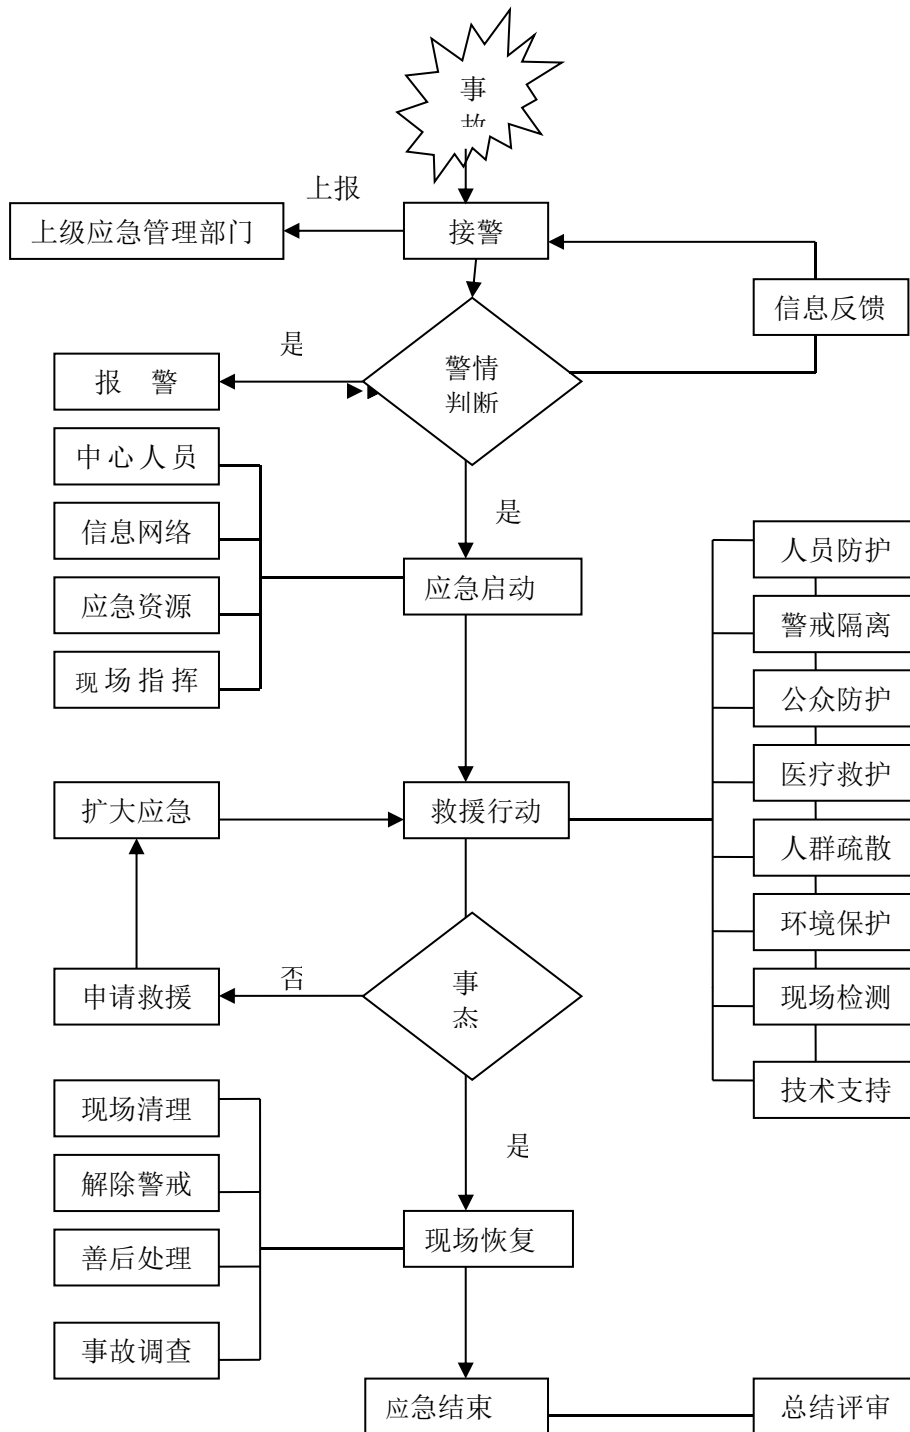 事
故
上报
上级应急管理部门
接警
信息反馈
是
报 警
警情
判断
中心人员
信息网络
应急资源
现场指挥
是
应急启动
人员防护
警戒隔离
公众防护
医疗救护
人群疏散
环境保护
现场检测
技术支持
扩大应急
救援行动
申请救援
否
事
态
现场清理
解除警戒
善后处理
事故调查
是
现场恢复
应急结束
总结评审